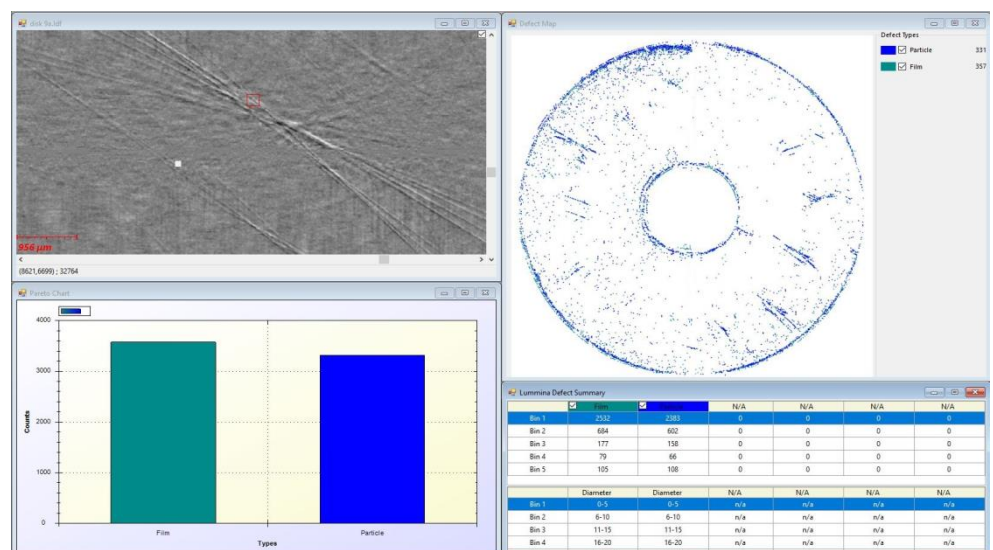 disk 9a.ldf
956 µm
(8621,6699) ; 32764
Defect Map
Defect Types
Particle 331
Film 357
Pareto Chart
4000
3000
2000
1000
0
Counts
Film Particle
Types
Lummina Defect Summary
Film N/A N/A N/A N/A
Bin 1 2532 2383 0 0 0 0
Bin 2 684 602 0 0 0 0
Bin 3 177 158 0 0 0 0
Bin 4 79 66 0 0 0 0
Bin 5 105 108 0 0 0 0
Diameter Diameter N/A N/A N/A N/A
Bin 1 0-5 0-5 n/a n/a n/a n/a
Bin 2 6-10 6-10 n/a n/a n/a n/a
Bin 3 11-15 11-15 n/a n/a n/a n/a
Bin 4 16-20 16-20 n/a n/a n/a n/a